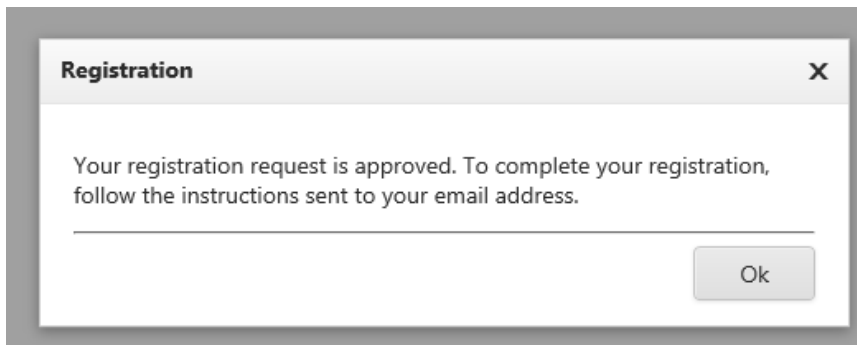 Registration X
Your registration request is approved. To complete your registration,
follow the instructions sent to your email address.
Ok